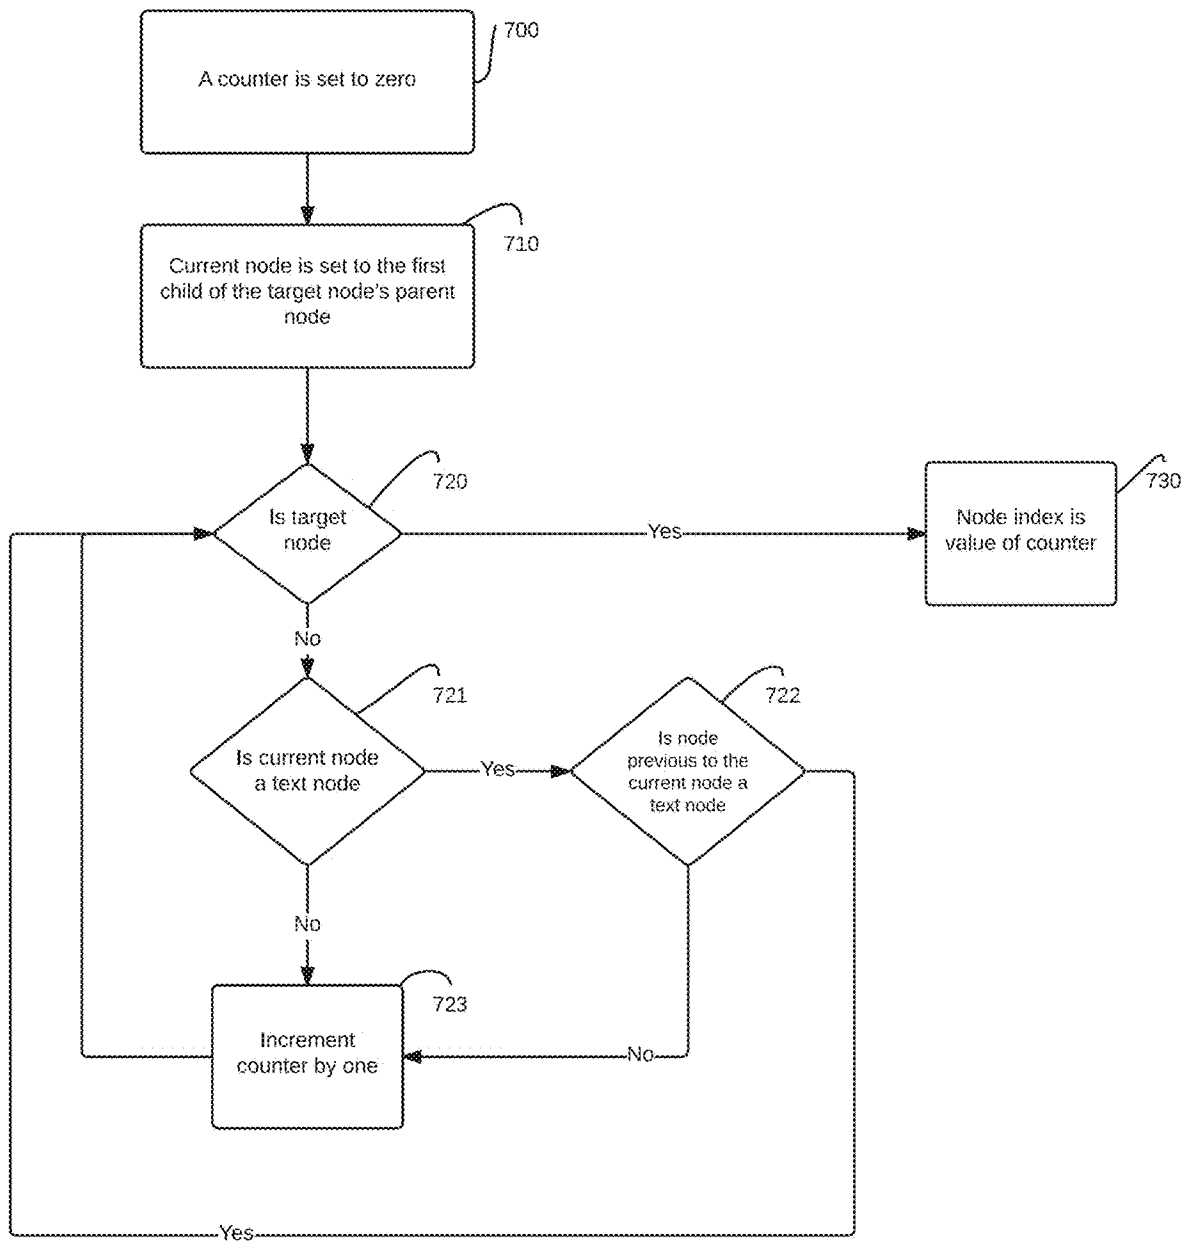 700
A counter is set to zero
710
Current node is set to the first
child of the target node's parent
node
720
Is target
node
Yes
730
Node index is
value of counter
No
721
Is current node
a text node
Yes
722
Is node
previous to the
current node a
text node
No
723
Increment
counter by one
No
Yes